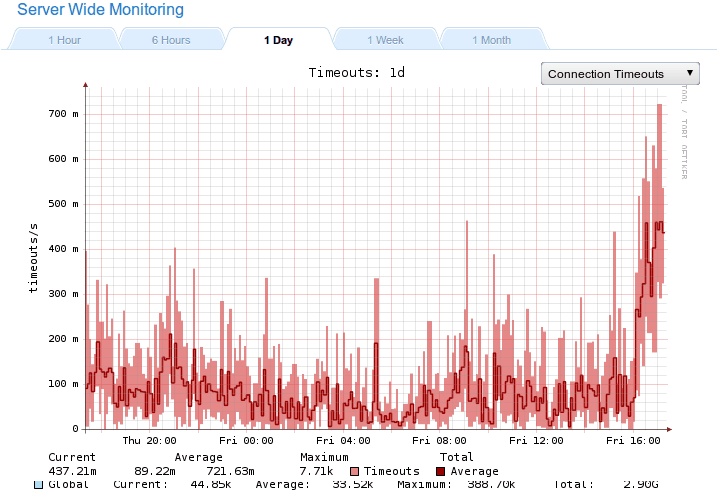 Server Wide Monitoring
1 Hour
6 Hours
1 Day
1 Week
1 Month
Timeouts: 1d
Connection Timeouts
TOOL / TOBI OETIKER
timeouts/s
700 m
600 m
500 m
400 m
300 m
200 m
100 m
0
Thu 20:00 Fri 00:00 Fri 04:00 Fri 08:00 Fri 12:00 Fri 16:00
Current Average Maximum Total
437.21m 89.22m 721.63m 7.71k Timeouts Average
Global Current: 44.85k Average: 33.52k Maximum: 388.70k Total: 2.90G